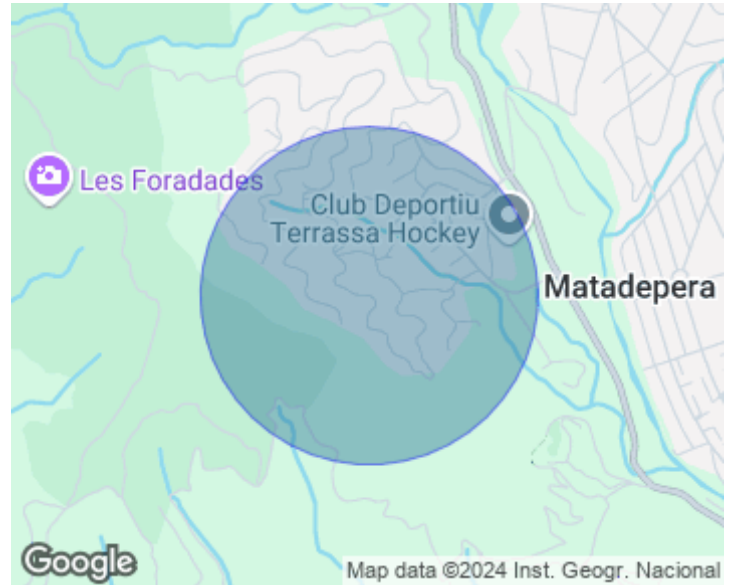 Les Foradades
Club Deportiu
Terrassa Hockey
Matadepera
Google
Map data ©2024 Inst. Geogr. Nacional